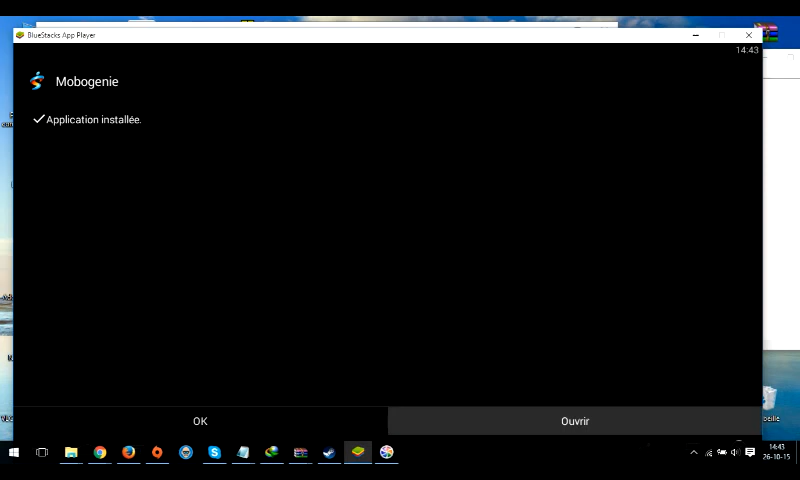 BlueStacks App Player
14:43
Mobogenie
Application installée.
OK
Ouvrir
14:43
26-10-15